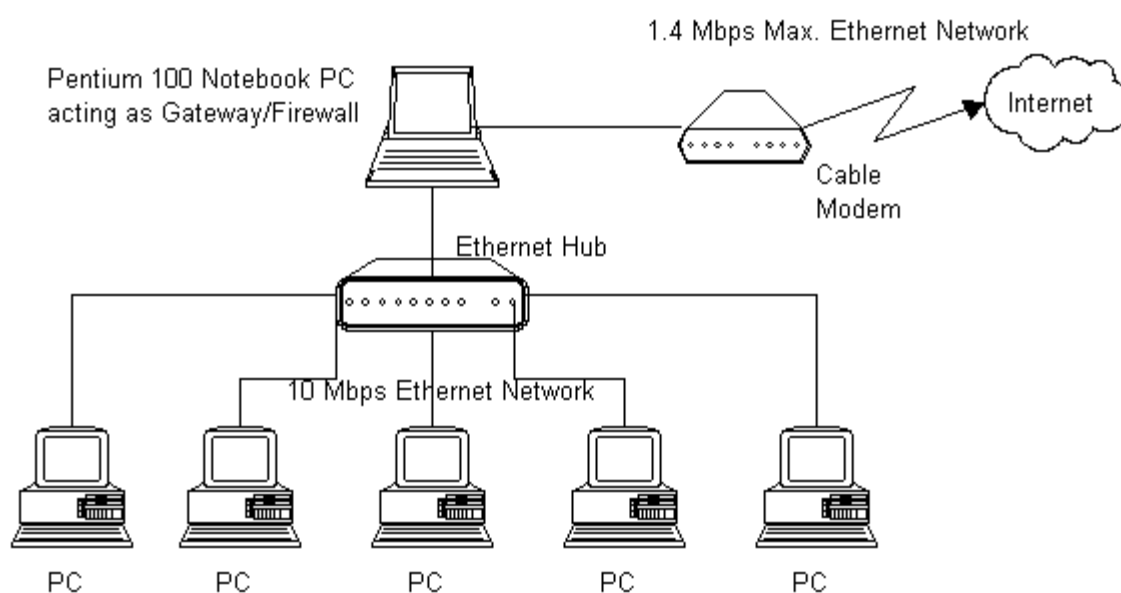 1.4 Mbps Max. Ethernet Network
Pentium 100 Notebook PC
acting as Gateway/Firewall
Internet
Cable
Modem
Ethernet Hub
10 Mbps Ethernet Network
PC
PC
PC
PC
PC